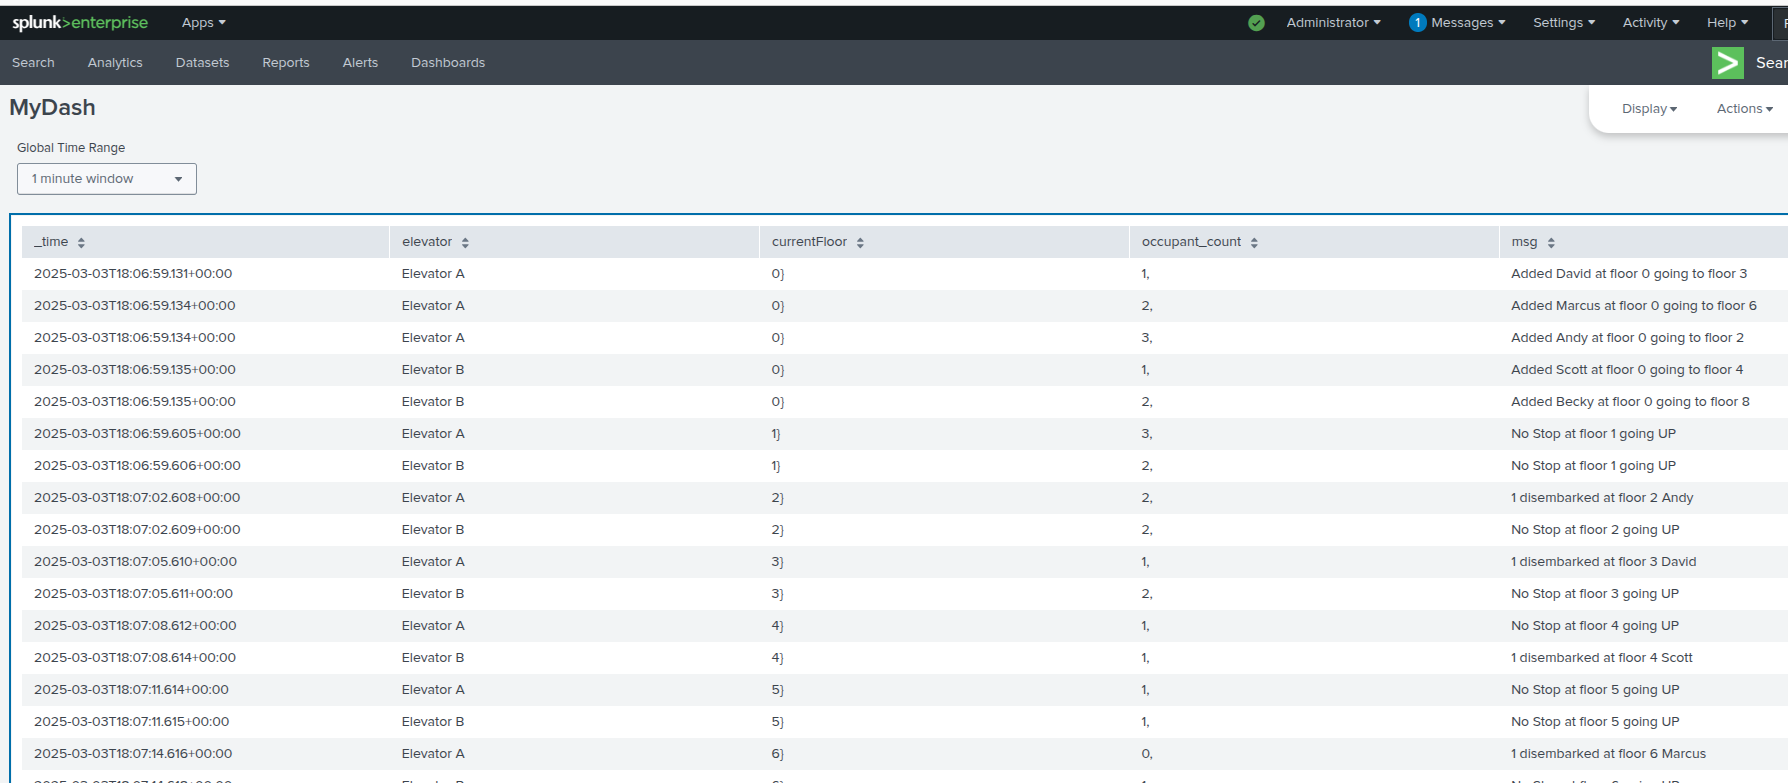 splunk>enterprise Apps Administrator 1 Messages Settings Activity Help
Search Analytics Datasets Reports Alerts Dashboards
MyDash Display Actions
Global Time Range
1 minute window
_time elevator currentFloor occupant_count msg
2025-03-03T18:06:59.131+00:00 Elevator A 0} 1, Added David at floor 0 going to floor 3
2025-03-03T18:06:59.134+00:00 Elevator A 0} 2, Added Marcus at floor 0 going to floor 6
2025-03-03T18:06:59.134+00:00 Elevator A 0} 3, Added Andy at floor 0 going to floor 2
2025-03-03T18:06:59.135+00:00 Elevator B 0} 1, Added Scott at floor 0 going to floor 4
2025-03-03T18:06:59.135+00:00 Elevator B 0} 2, Added Becky at floor 0 going to floor 8
2025-03-03T18:06:59.605+00:00 Elevator A 1} 3, No Stop at floor 1 going UP
2025-03-03T18:06:59.606+00:00 Elevator B 1} 2, No Stop at floor 1 going UP
2025-03-03T18:07:02.608+00:00 Elevator A 2} 2, 1 disembarked at floor 2 Andy
2025-03-03T18:07:02.609+00:00 Elevator B 2} 2, No Stop at floor 2 going UP
2025-03-03T18:07:05.610+00:00 Elevator A 3} 1, 1 disembarked at floor 3 David
2025-03-03T18:07:05.611+00:00 Elevator B 3} 2, No Stop at floor 3 going UP
2025-03-03T18:07:08.612+00:00 Elevator A 4} 1, No Stop at floor 4 going UP
2025-03-03T18:07:08.614+00:00 Elevator B 4} 1, 1 disembarked at floor 4 Scott
2025-03-03T18:07:11.614+00:00 Elevator A 5} 1, No Stop at floor 5 going UP
2025-03-03T18:07:11.615+00:00 Elevator B 5} 1, No Stop at floor 5 going UP
2025-03-03T18:07:14.616+00:00 Elevator A 6} 0, 1 disembarked at floor 6 Marcus